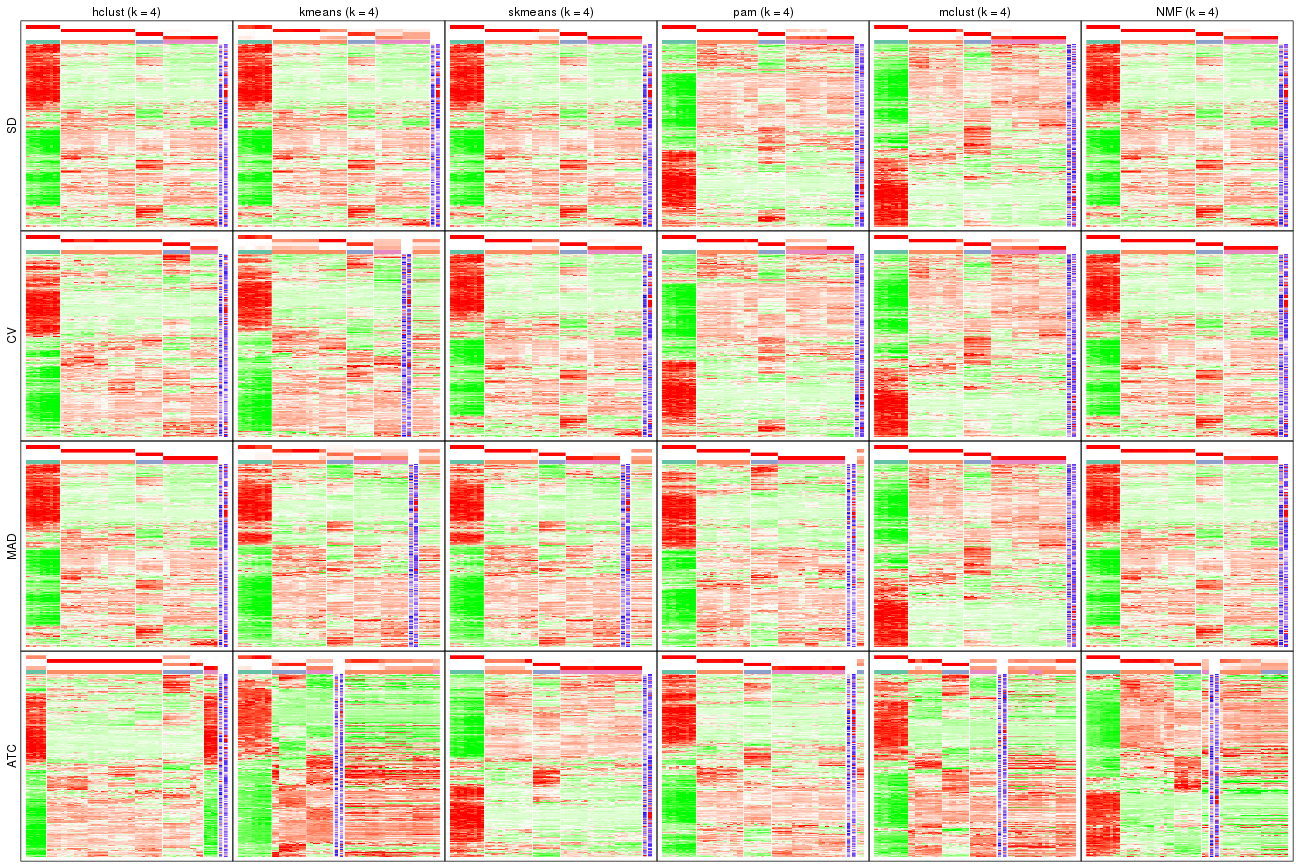 hclust (k = 4)
kmeans (k = 4)
skmeans (k = 4)
pam (k = 4)
mclust (k = 4)
NMF (k = 4)
SD
CV
MAD
ATC